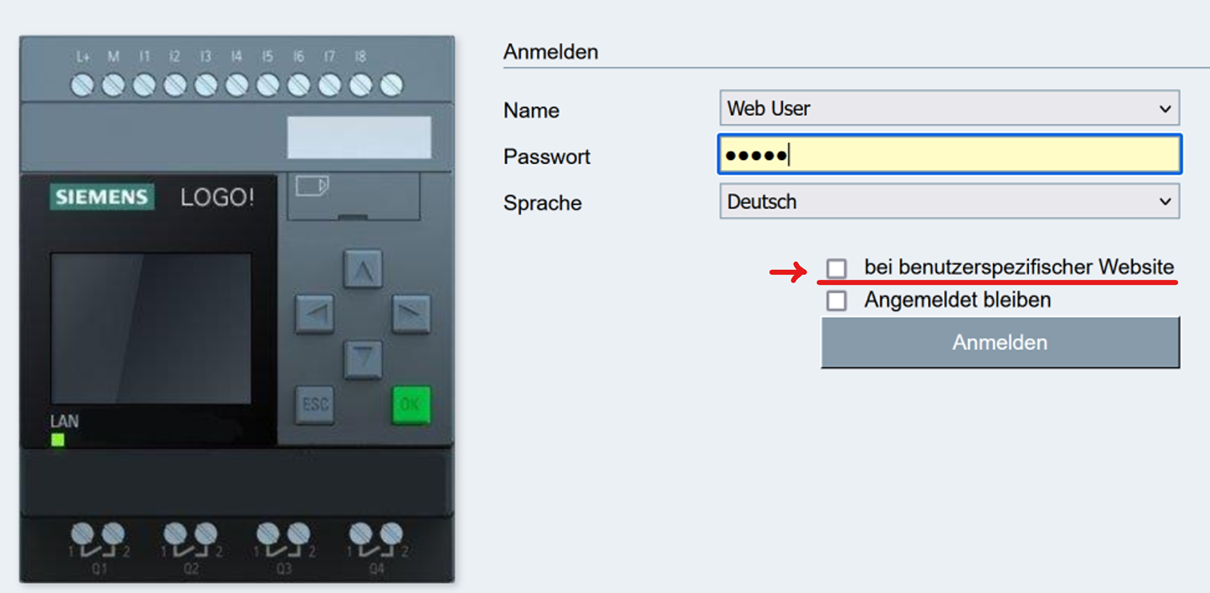 L+ M I1 I2 I3 I4 I5 I6 I7 I8
SIEMENS LOGO!
ESC OK
LAN
1 2 1 2 1 2 1 2
Q1 Q2 Q3 Q4
Anmelden
Name Web User
Passwort ●●●●●
Sprache Deutsch
bei benutzerspezifischer Website
Angemeldet bleiben
Anmelden